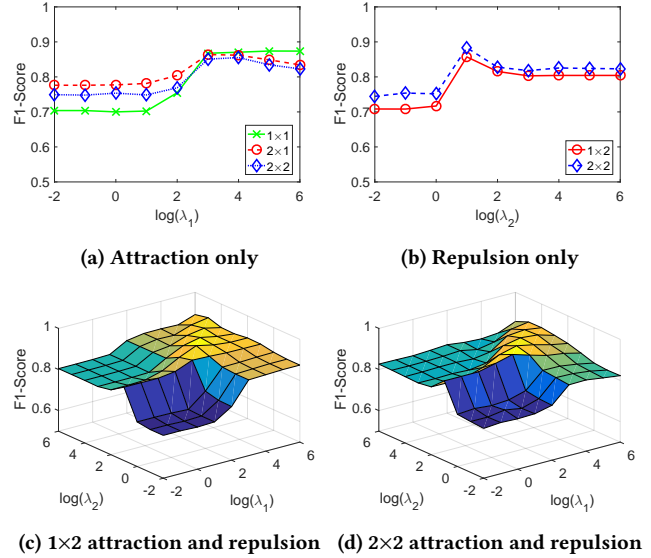 1
0.9
0.8
0.7
0.6
0.5
F1-Score
-2 0 2 4 6
log(λ1)
1×1
2×1
2×2
(a) Attraction only
1
0.9
0.8
0.7
0.6
0.5
F1-Score
-2 0 2 4 6
log(λ2)
1×2
2×2
(b) Repulsion only
1
0.8
0.6
F1-Score
6 4 2 0 -2
log(λ2)
-2 0 2 4 6
log(λ1)
(c) 1×2 attraction and repulsion
1
0.8
0.6
F1-Score
6 4 2 0 -2
log(λ2)
-2 0 2 4 6
log(λ1)
(d) 2×2 attraction and repulsion